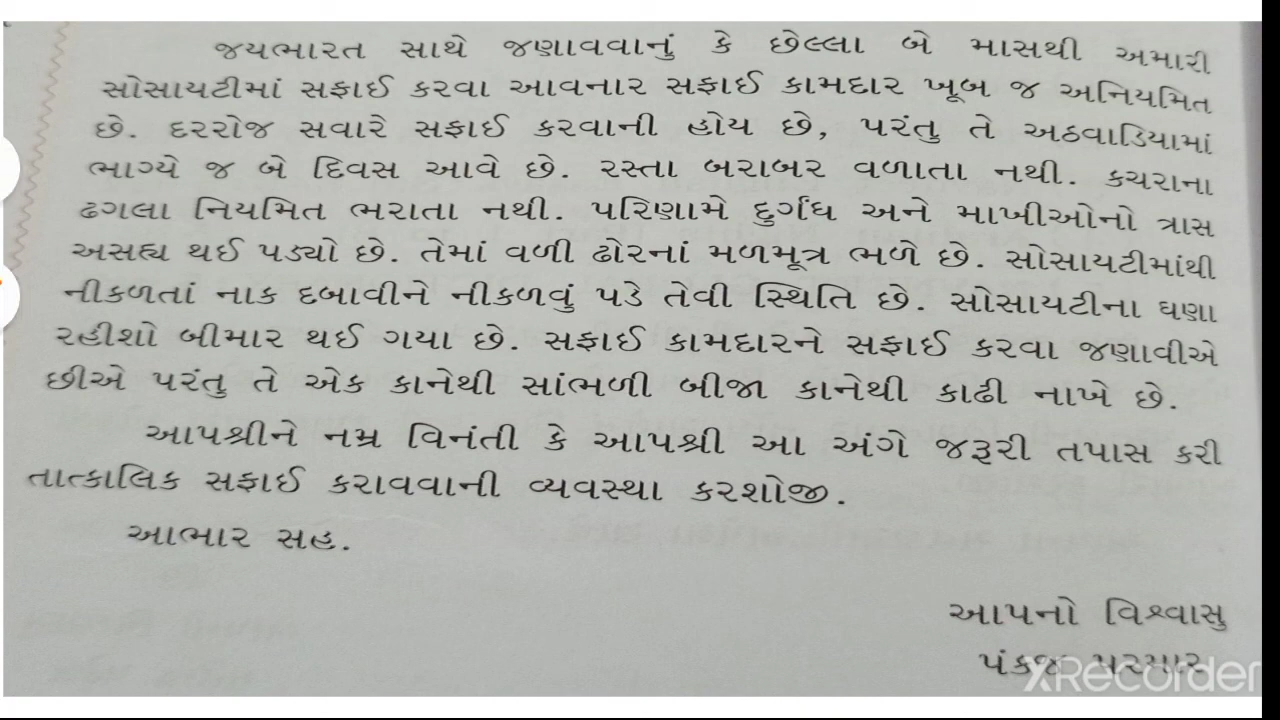 જયભારત સાથે જણાવવાનું કે છેલ્લા બે માસથી અમારી
સોસાયટીમાં સફાઈ કરવા આવનાર સફાઈ કામદાર ખૂબ જ અનિયમિત
છે. દરરોજ સવારે સફાઈ કરવાની હોય છે, પરંતુ તે અઠવાડિયામાં
ભાગ્યે જ બે દિવસ આવે છે. રસ્તા બરાબર વળાતા નથી. કચરાના
ઢગલા નિયમિત ભરાતા નથી. પરિણામે દુર્ગંધ અને માખીઓનો ત્રાસ
અસહ્ય થઈ પડ્યો છે. તેમાં વળી ઢોરનાં મળમૂત્ર ભળે છે. સોસાયટીમાંથી
નીકળતાં નાક દબાવીને નીકળવું પડે તેવી સ્થિતિ છે. સોસાયટીના ઘણા
રહીશો બીમાર થઈ ગયા છે. સફાઈ કામદારને સફાઈ કરવા જણાવીએ
છીએ પરંતુ તે એક કાનેથી સાંભળી બીજા કાનેથી કાઢી નાખે છે.
આપશ્રીને નમ્ર વિનંતી કે આપશ્રી આ અંગે જરૂરી તપાસ કરી
તાત્કાલિક સફાઈ કરાવવાની વ્યવસ્થા કરશોજી.
આભાર સહ.
આપનો વિશ્વાસુ
પંકજ પરમાર
XRecorder